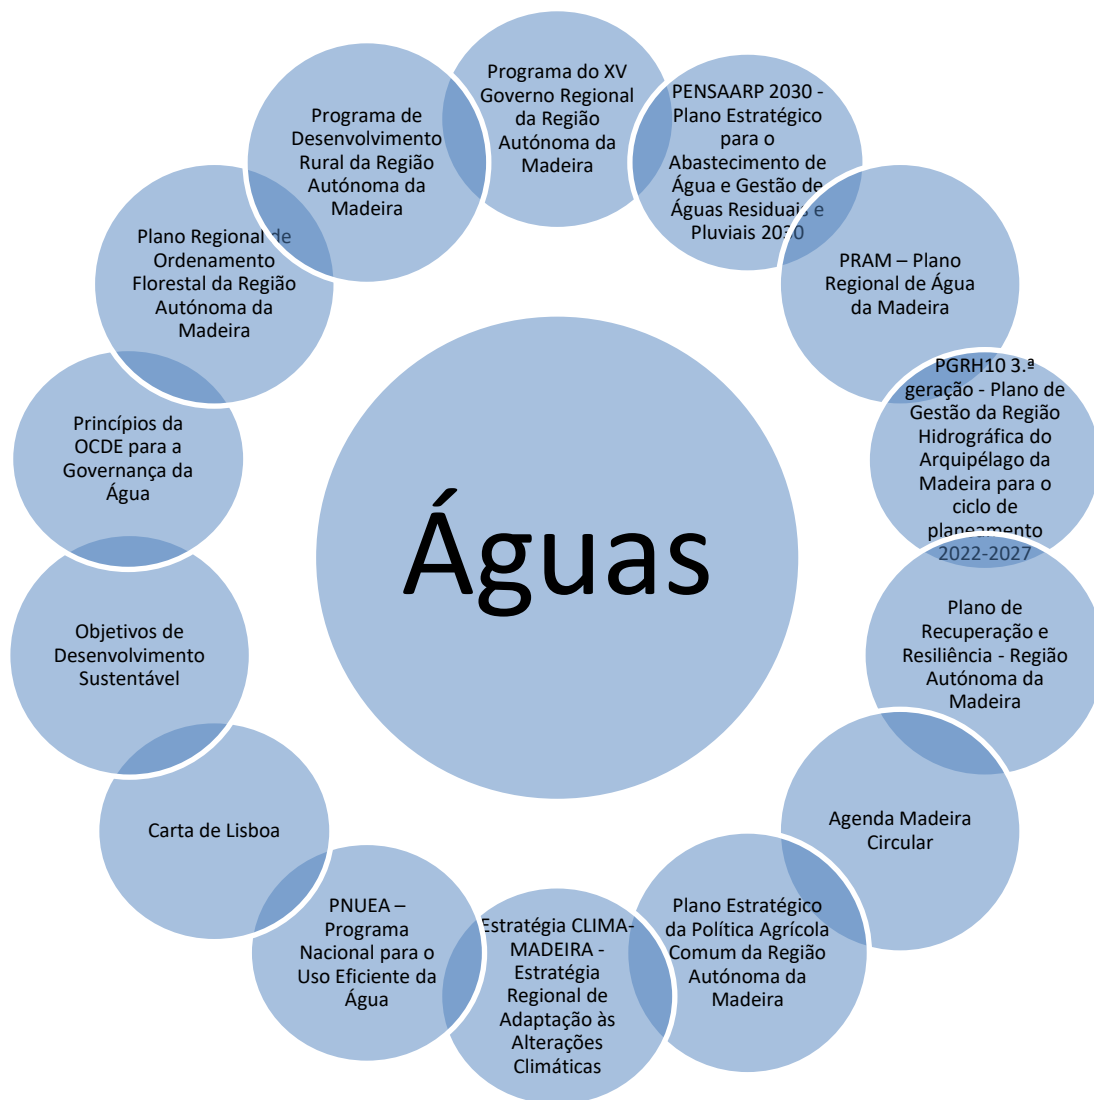 Programa do XV
Governo Regional
da Região
Autónoma da
Madeira
PENSAARP 2030 -
Plano Estratégico
para o
Abastecimento de
Água e Gestão de
Águas Residuais e
Pluviais 2030
PRAM – Plano
Regional de Água
da Madeira
PGRH10 3.ª
geração - Plano de
Gestão da Região
Hidrográfica do
Arquipélago da
Madeira para o
ciclo de
planeamento
2022-2027
Plano de
Recuperação e
Resiliência - Região
Autónoma da
Madeira
Agenda Madeira
Circular
Plano Estratégico
da Política Agrícola
Comum da Região
Autónoma da
Madeira
Estratégia CLIMA-
MADEIRA -
Estratégia
Regional de
Adaptação às
Alterações
Climáticas
PNUEA –
Programa
Nacional para o
Uso Eficiente da
Água
Carta de Lisboa
Objetivos de
Desenvolvimento
Sustentável
Princípios da
OCDE para a
Governança da
Água
Plano Regional de
Ordenamento
Florestal da Região
Autónoma da
Madeira
Programa de
Desenvolvimento
Rural da Região
Autónoma da
Madeira
Águas